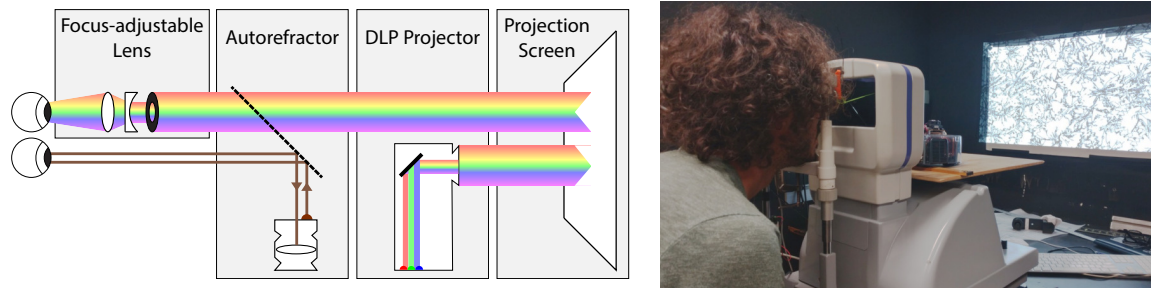 Focus-adjustable
Lens
Autorefractor
DLP Projector
Projection
Screen